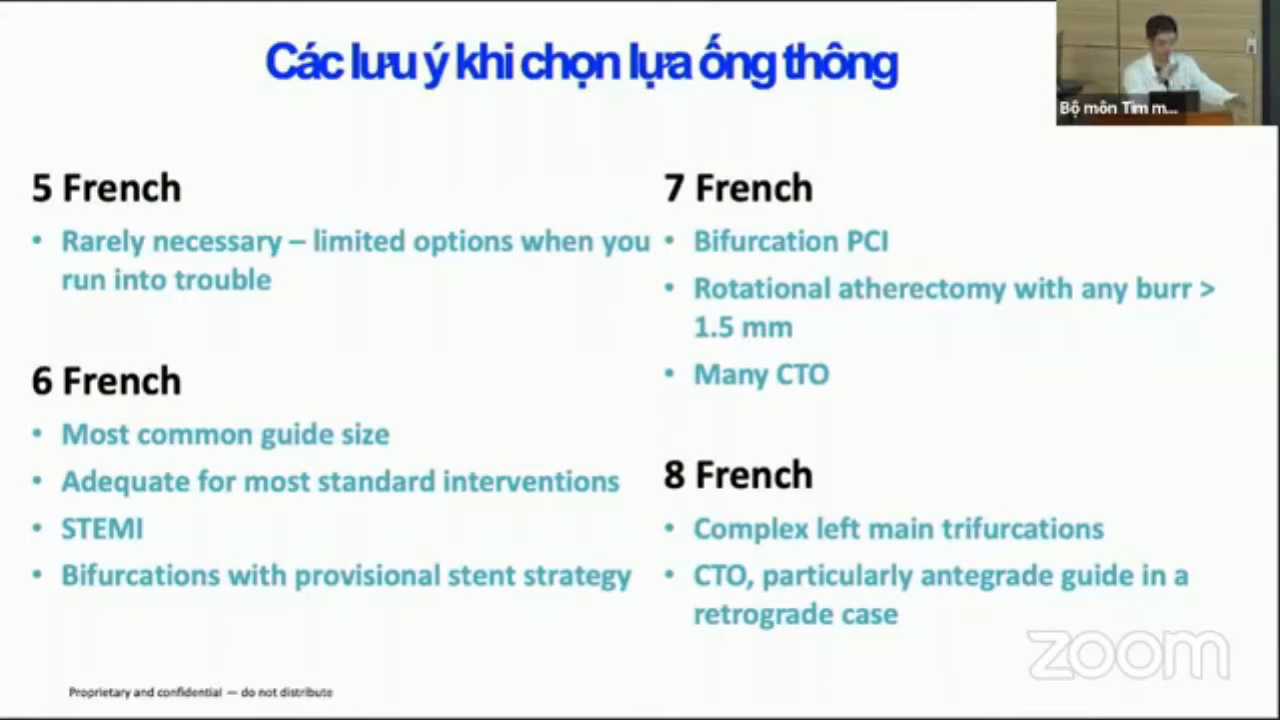 Các lưu ý khi chọn lựa ống thông
Bộ môn Tim m...
5 French
• Rarely necessary – limited options when you
run into trouble
6 French
• Most common guide size
• Adequate for most standard interventions
• STEMI
• Bifurcations with provisional stent strategy
7 French
• Bifurcation PCI
• Rotational atherectomy with any burr >
1.5 mm
• Many CTO
8 French
• Complex left main trifurcations
• CTO, particularly antegrade guide in a
retrograde case
zoom
Proprietary and confidential — do not distribute